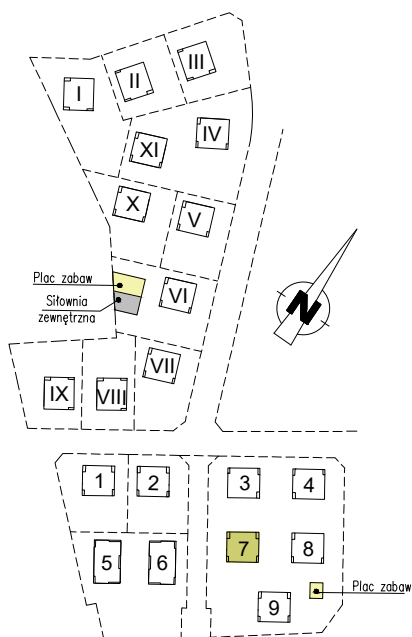 III
II
I
IV
XI
X
V
Plac zabaw
Siłownia
zewnętrzna
VI
N
VII
IX
VIII
1
2
3
4
5
6
7
8
Plac zabaw
9